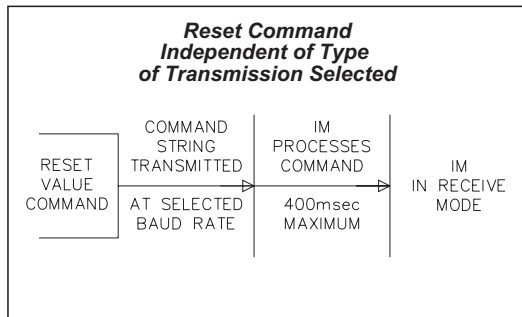 Reset Command
Independent of Type
of Transmission Selected
RESET
VALUE
COMMAND
COMMAND
STRING
TRANSMITTED
AT SELECTED
BAUD RATE
IM
PROCESSES
COMMAND
400msec
MAXIMUM
IM
IN RECEIVE
MODE